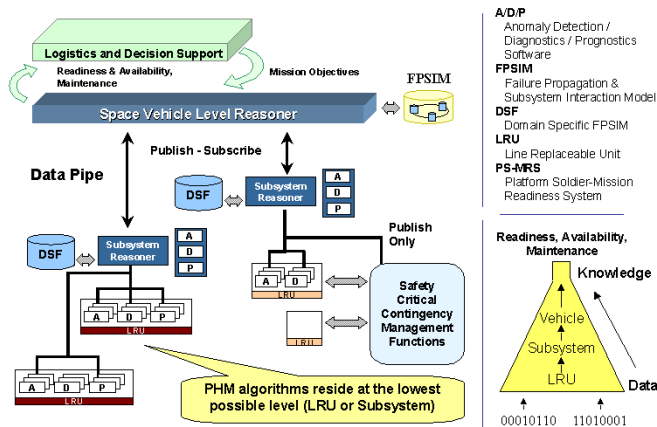 Logistics and Decision Support
Readiness & Availability,
Maintenance
Mission Objectives
FPSIM
Space Vehicle Level Reasoner
Data Pipe
Publish - Subscribe
DSF
Subsystem
Reasoner
A
D
P
DSF
Subsystem
Reasoner
A
D
P
Publish
Only
A D
LRU
LRU
Safety
Critical
Contingency
Management
Functions
A D P
LRU
A D P
LRU
PHM algorithms reside at the lowest
possible level (LRU or Subsystem)
A/D/P
Anomaly Detection /
Diagnostics / Prognostics
Software
FPSIM
Failure Propagation &
Subsystem Interaction Model
DSF
Domain Specific FPSIM
LRU
Line Replaceable Unit
PS-MRS
Platform Soldier-Mission
Readiness System
Readiness, Availability,
Maintenance
Knowledge
Vehicle
Subsystem
LRU
Data
00010110 11010001